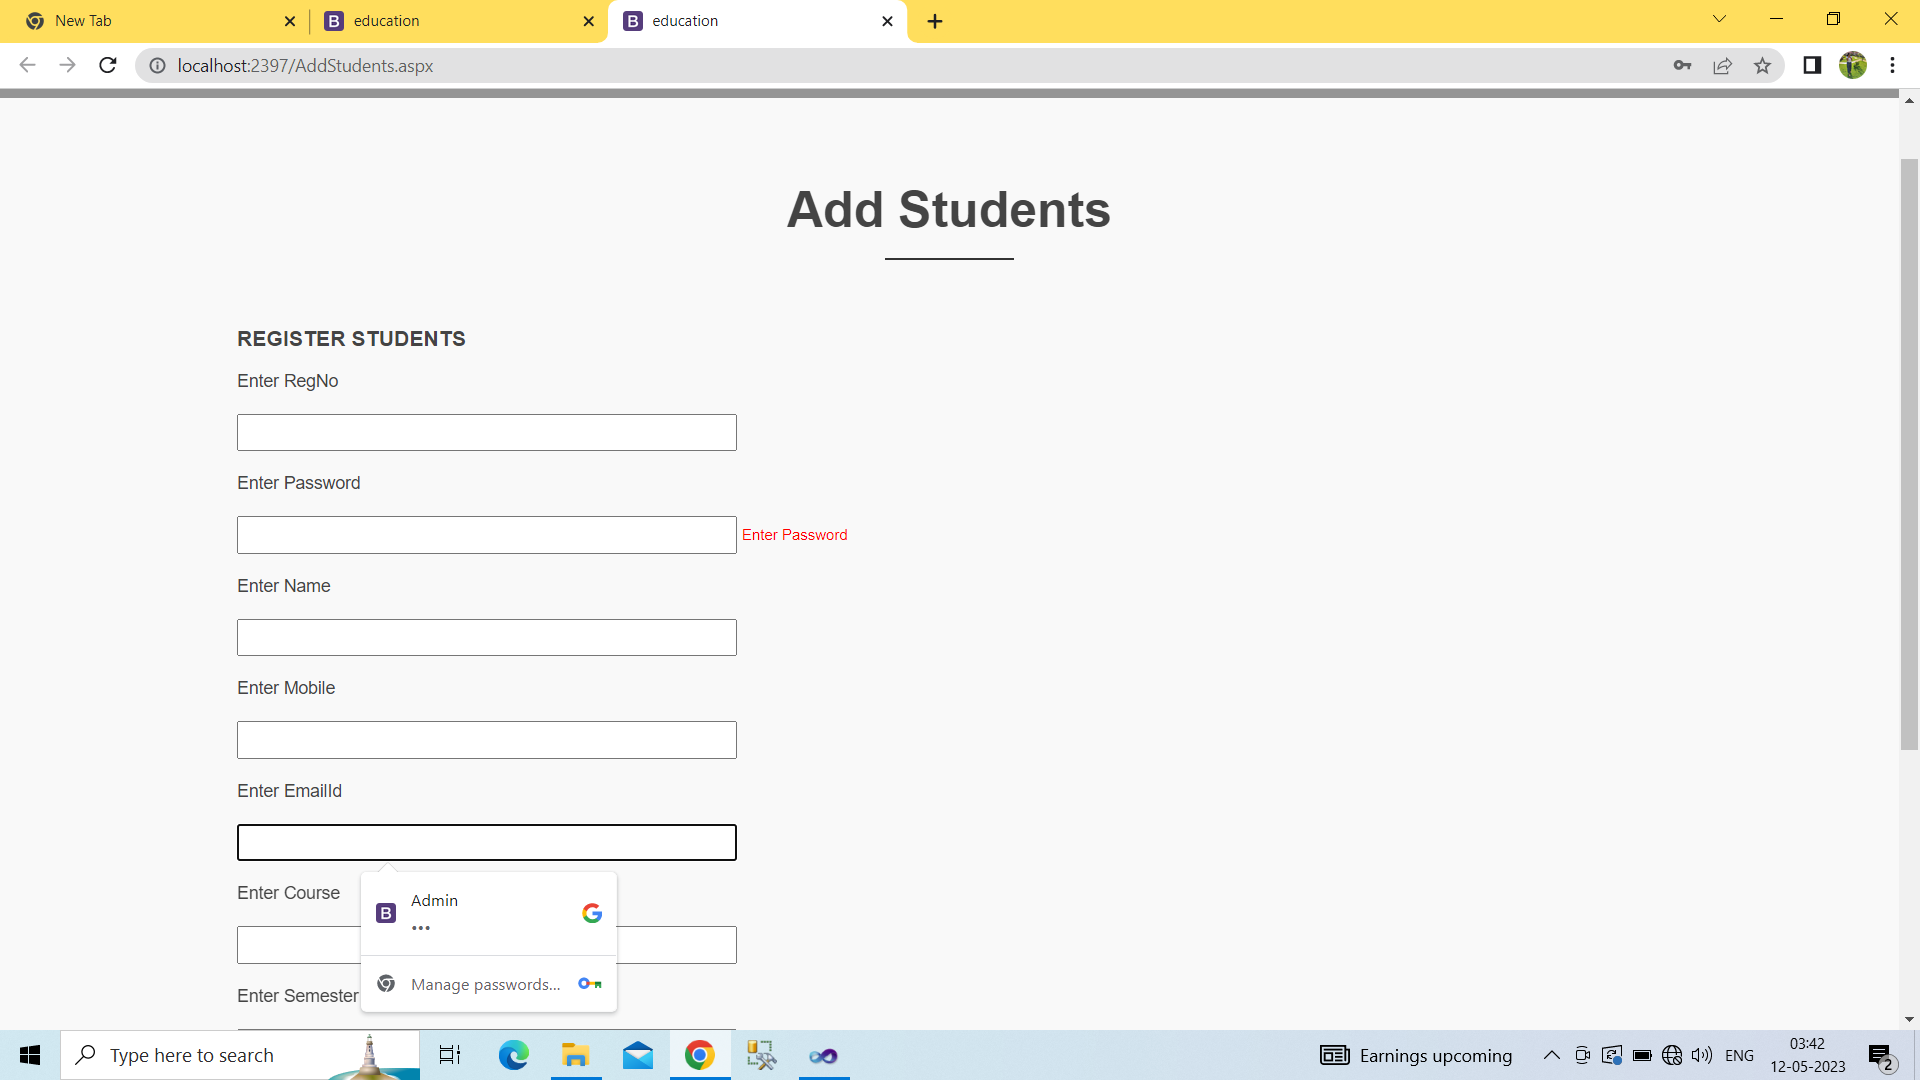 New Tab
education
education
localhost:2397/AddStudents.aspx
Add Students
REGISTER STUDENTS
Enter RegNo
Enter Password
Enter Password
Enter Name
Enter Mobile
Enter EmailId
Enter Course
Admin
•••
Manage passwords...
Enter Semester
Type here to search
Earnings upcoming
ENG
03:42
12-05-2023
2